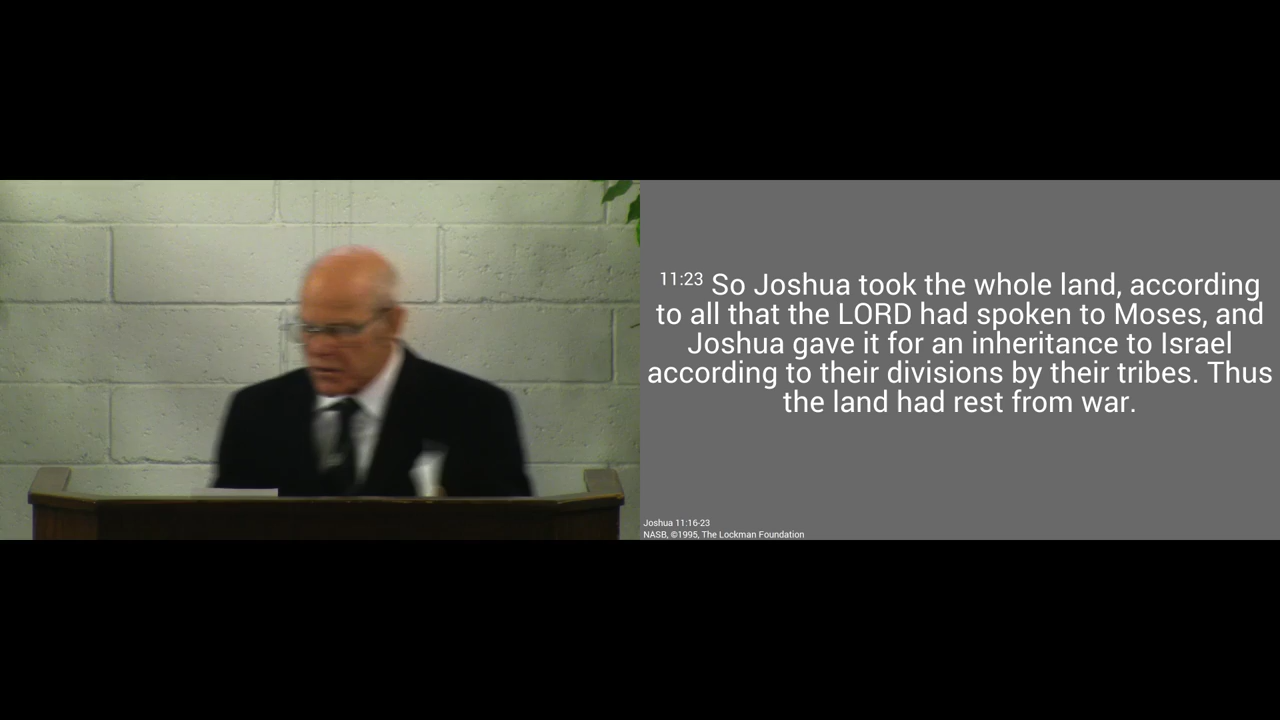 11:23 So Joshua took the whole land, according
to all that the LORD had spoken to Moses, and
Joshua gave it for an inheritance to Israel
according to their divisions by their tribes. Thus
the land had rest from war.
Joshua 11:16-23
NASB, ©1995, The Lockman Foundation